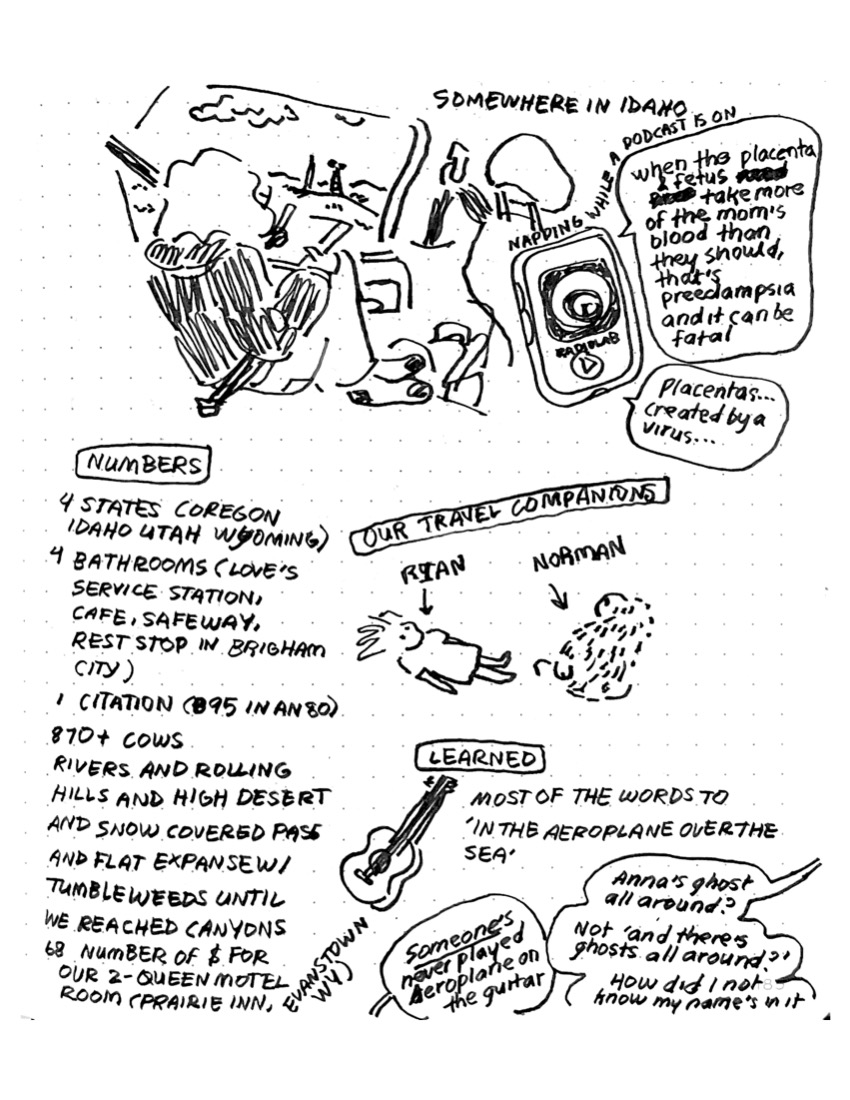 SOMEWHERE IN IDAHO
NAPPING WHILE A PODCAST IS ON
when the placenta
& fetus
take more
of the mom's
blood than
they should,
that's
preeclampsia
and it can be
fatal
RADIOLAB
Placentas...
created by a
virus...
NUMBERS
4 STATES (OREGON
IDAHO UTAH WYOMING)
4 BATHROOMS (LOVE'S
SERVICE STATION,
CAFE, SAFEWAY,
REST STOP IN BRIGHAM
CITY)
1 CITATION (95 IN AN 80)
870+ COWS
RIVERS AND ROLLING
HILLS AND HIGH DESERT
AND SNOW COVERED PASS
AND FLAT EXPANSE W/
TUMBLEWEEDS UNTIL
WE REACHED CANYONS
68 NUMBER OF $ FOR
OUR 2-QUEEN MOTEL
ROOM (PRAIRIE INN,
EVANSTOWN
WY)
OUR TRAVEL COMPANIONS
RYAN
NORMAN
LEARNED
MOST OF THE WORDS TO
'IN THE AEROPLANE OVER THE
SEA'
Someone's
never played
Aeroplane on
the guitar
Anna's ghost
all around?
Not 'and there's
ghosts all around?'
How did I not
know my name's in it
185